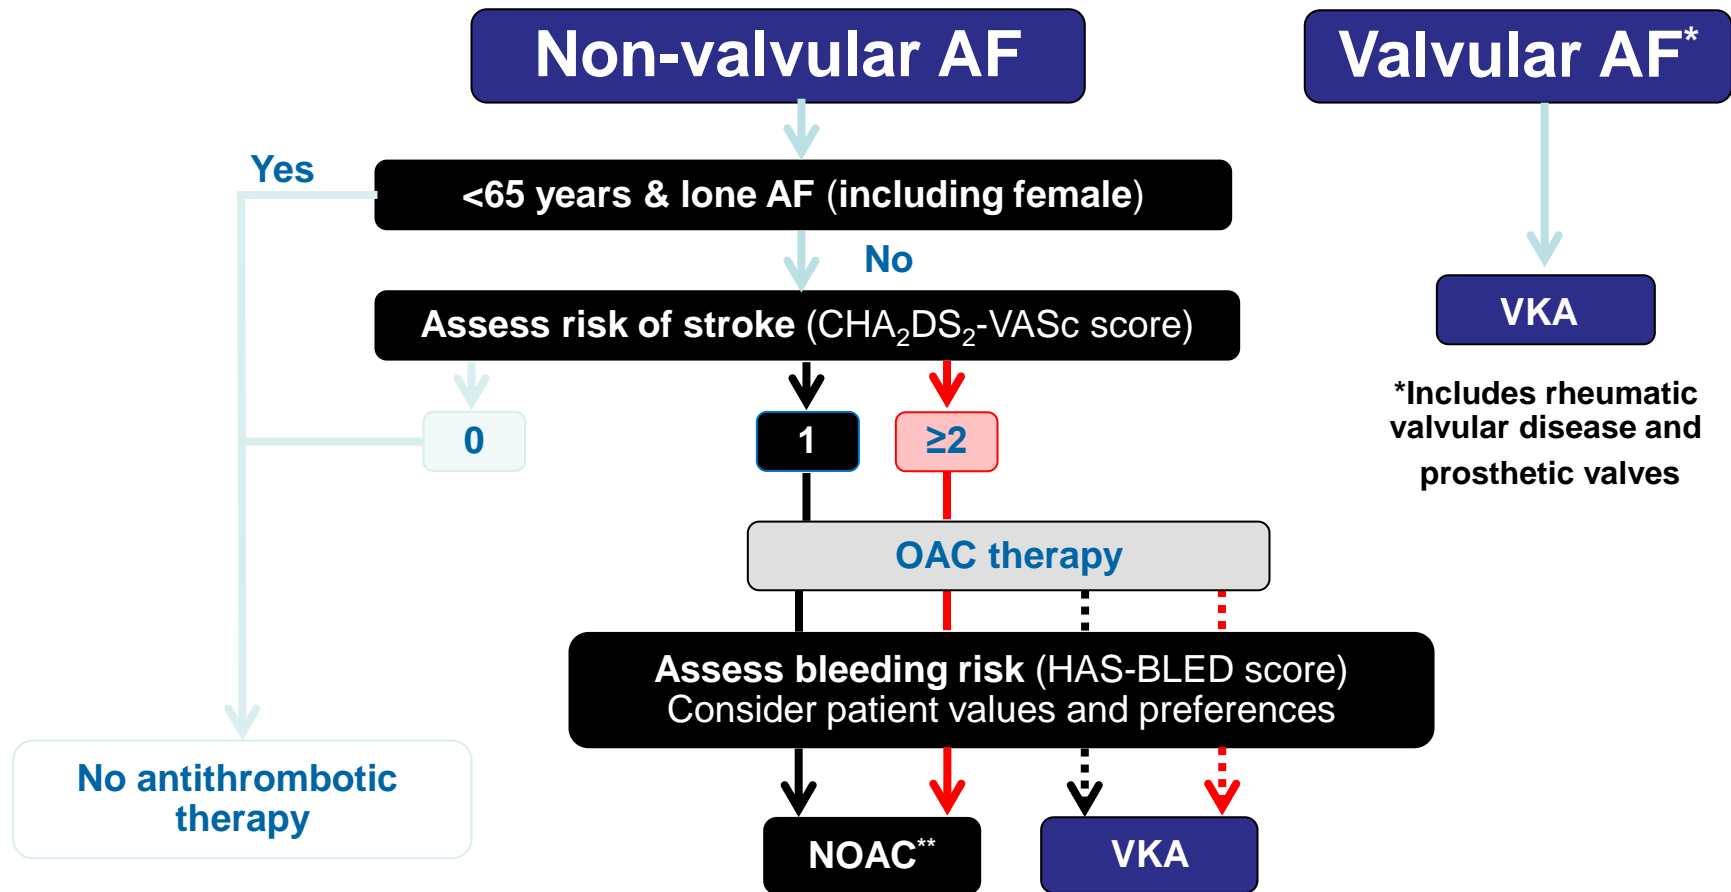 Non-valvular AF
Valvular AF*
Yes
<65 years & lone AF (including female)
No
Assess risk of stroke (CHA₂DS₂-VASc score)
VKA
0
1
≥2
*Includes rheumatic
valvular disease and
prosthetic valves
OAC therapy
Assess bleeding risk (HAS-BLED score)
Consider patient values and preferences
No antithrombotic
therapy
NOAC**
VKA